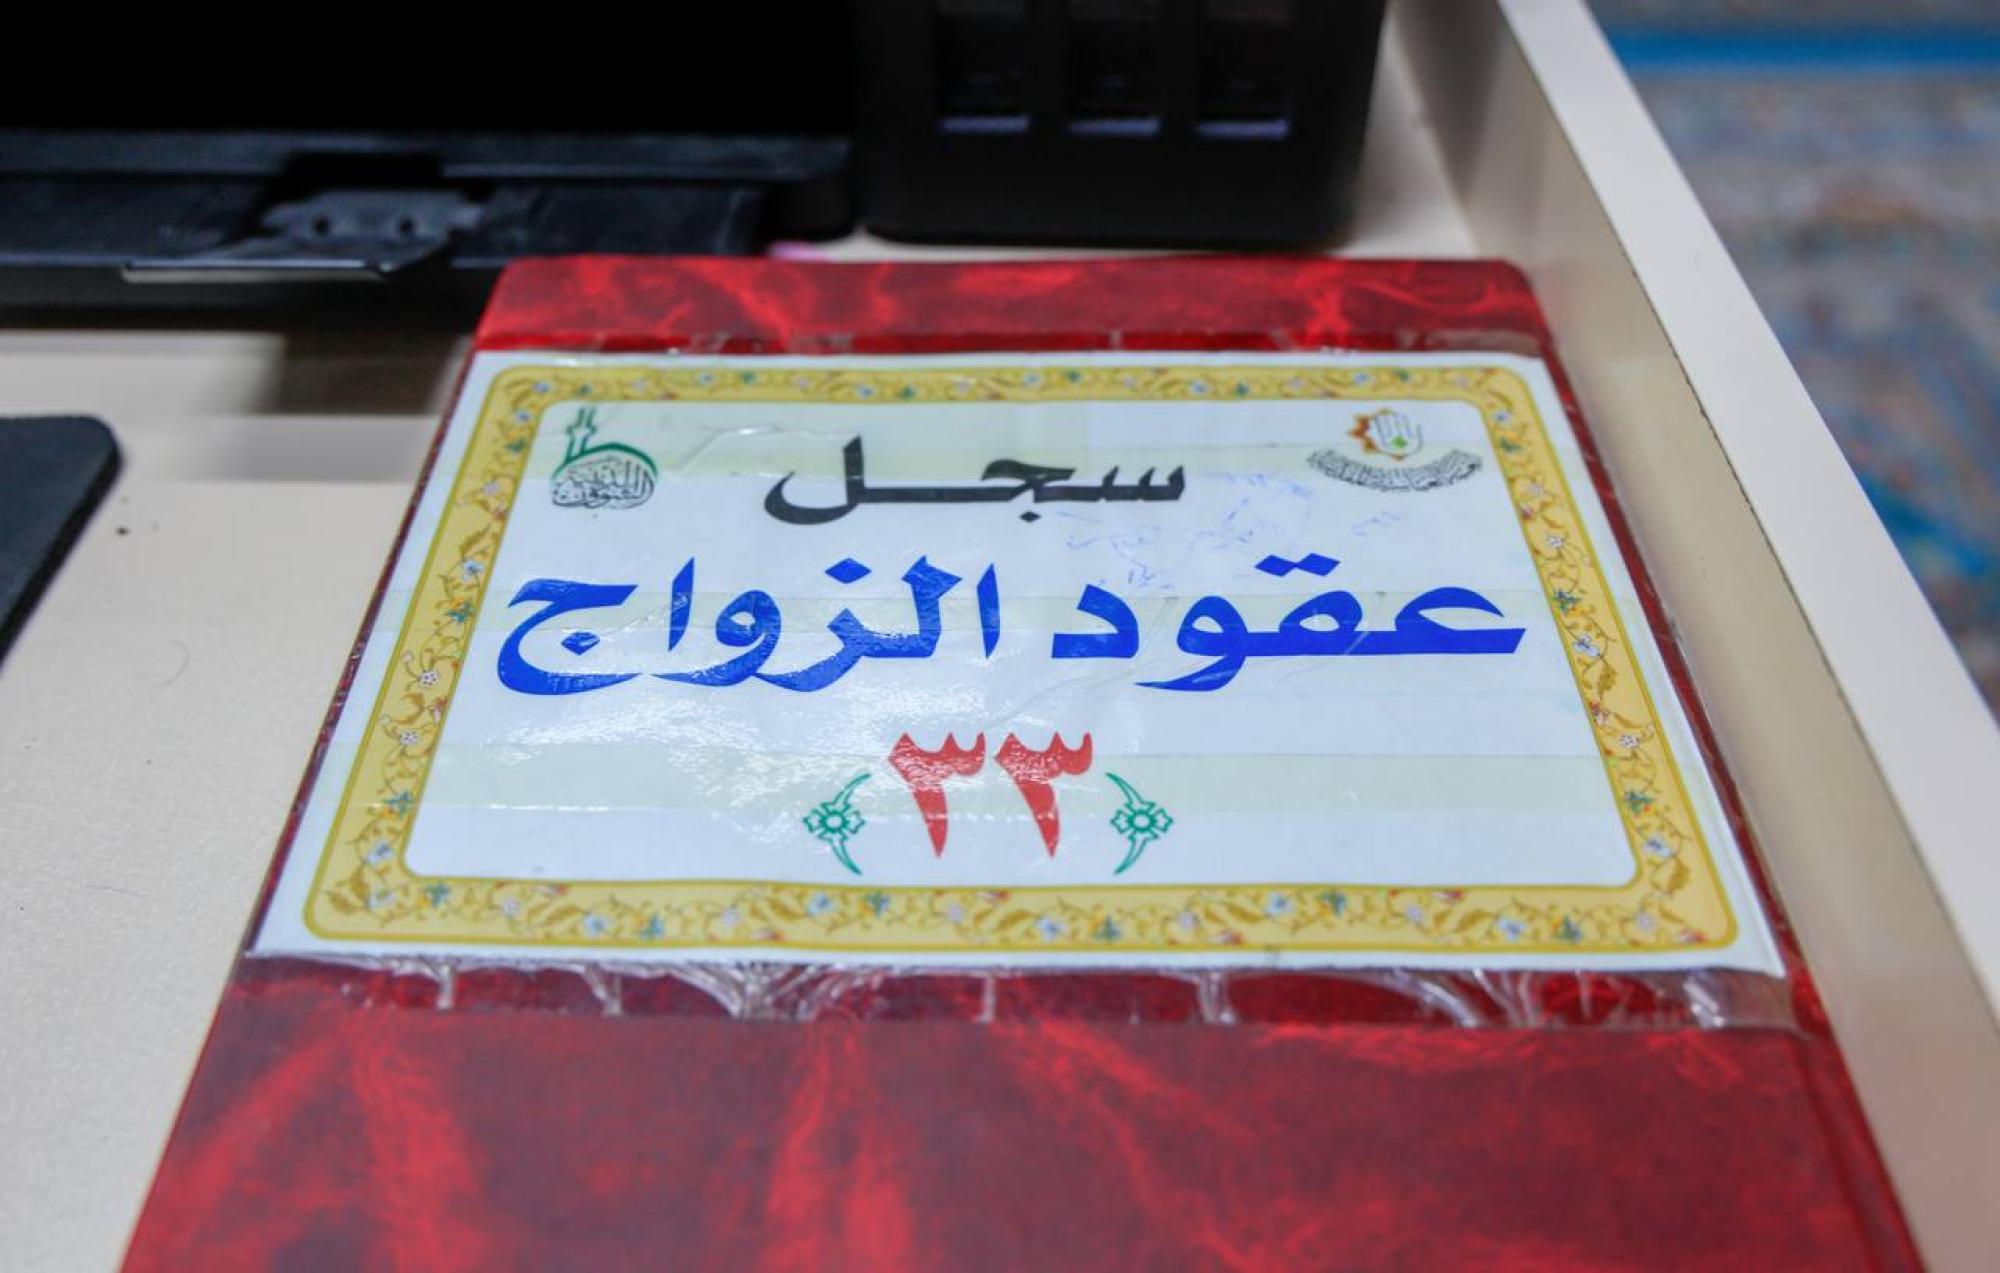 سجل
عقود الزواج
٣٣